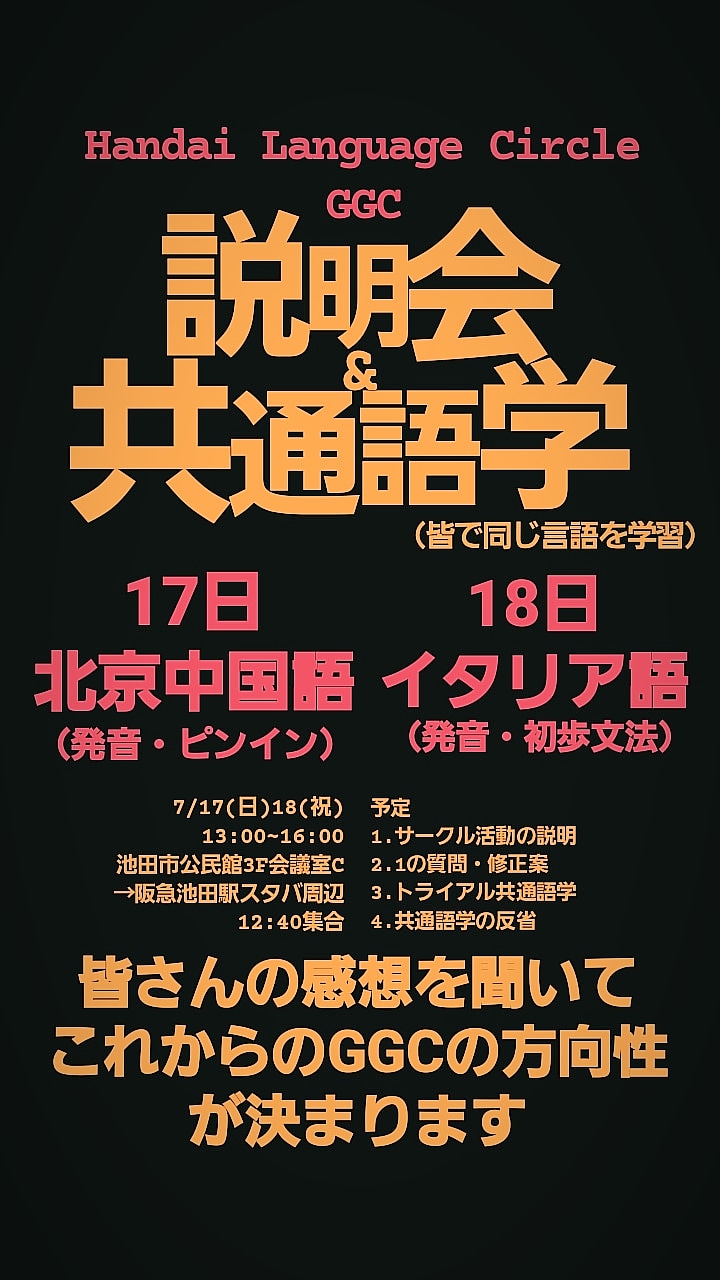 Handai Language Circle
GGC
説明会
&
共通語学
(皆で同じ言語を学習)
17日
北京中国語
(発音・ピンイン)
18日
イタリア語
(発音・初歩文法)
7/17(日)18(祝)
13:00~16:00
池田市公民館3F会議室C
→阪急池田駅スタバ周辺
12:40集合
予定
1.サークル活動の説明
2.1の質問・修正案
3.トライアル共通語学
4.共通語学の反省
皆さんの感想を聞いて
これからのGGCの方向性
が決まります